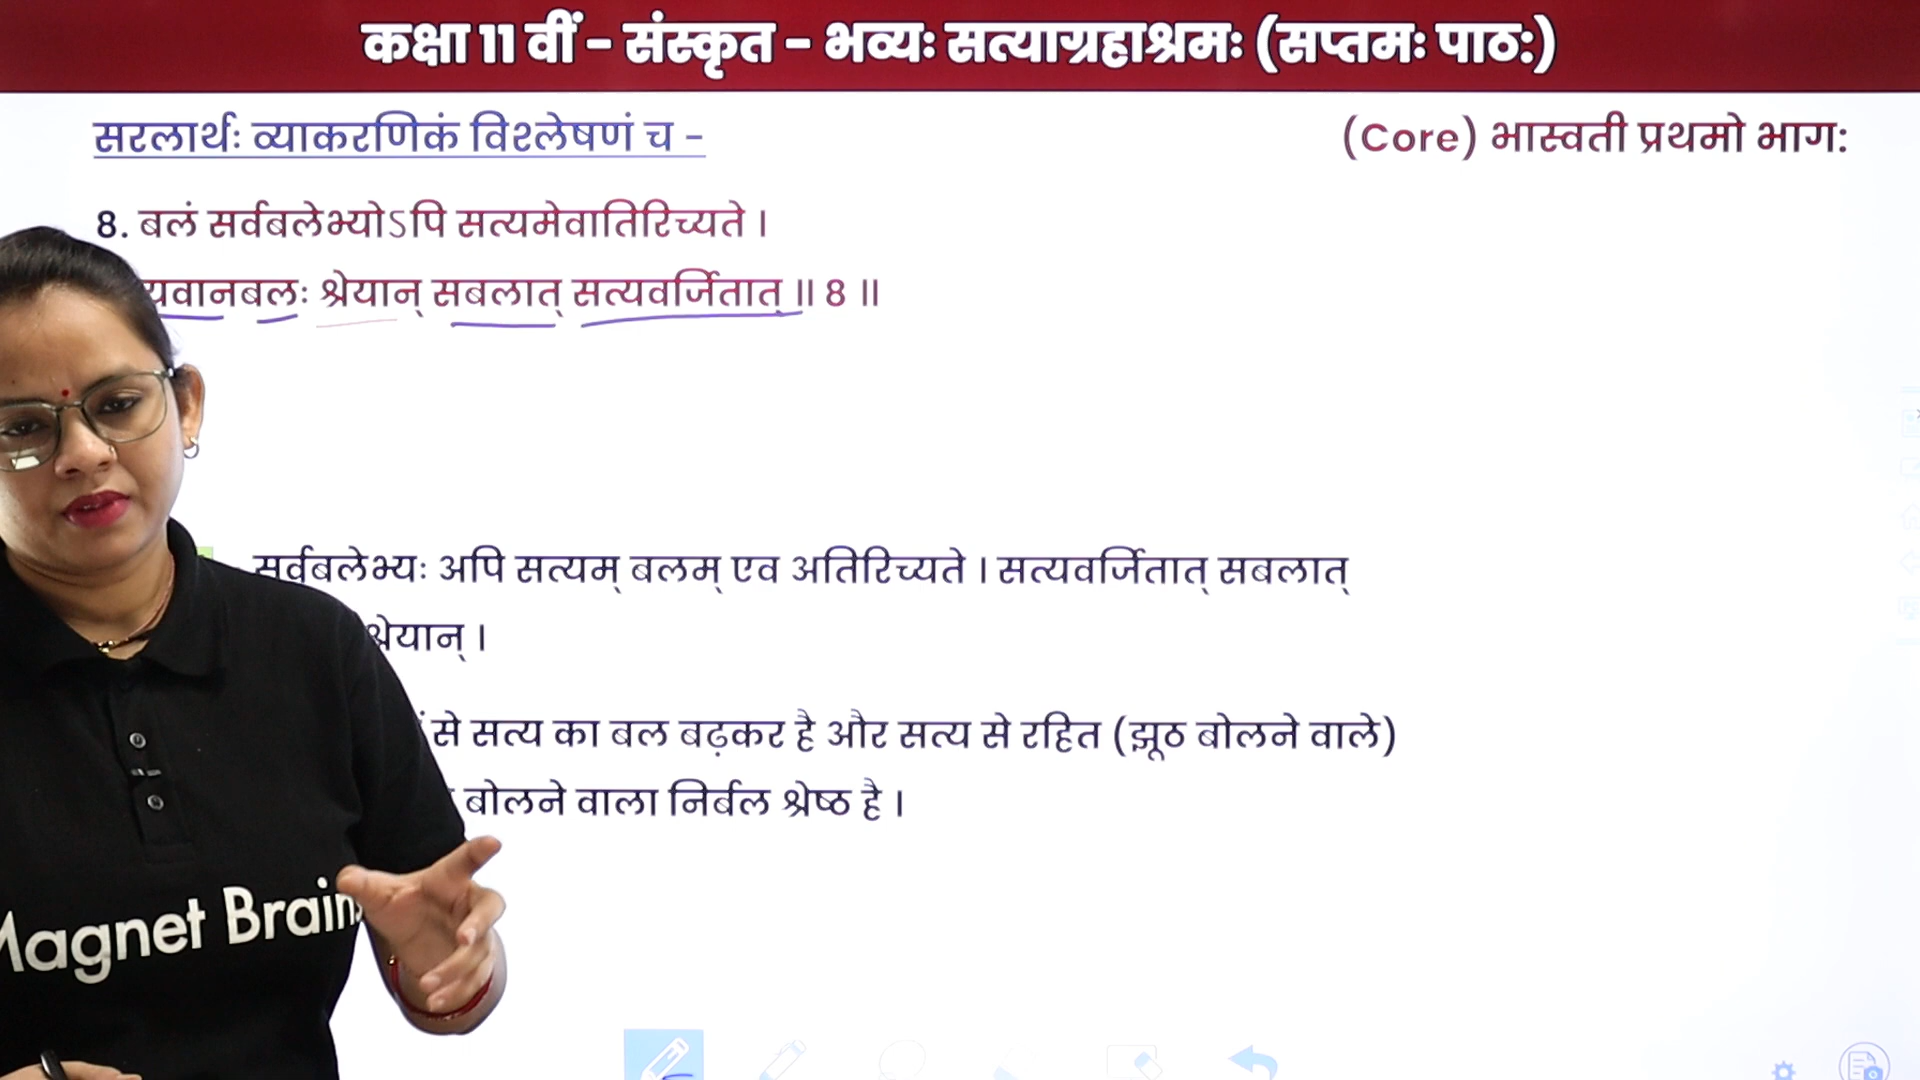 कक्षा 11 वीं - संस्कृत - भव्यः सत्याग्रहाश्रमः (सप्तमः पाठः)
सरलार्थः व्याकरणिकं विश्लेषणं च -
(Core) भास्वती प्रथमो भागः
8. बलं सर्वबलेभ्योऽपि सत्यमेवातिरिच्यते ।
यवानबलः श्रेयान् सबलात् सत्यवर्जितात् ॥ 8 ॥
सर्वबलेभ्यः अपि सत्यम् बलम् एव अतिरिच्यते । सत्यवर्जितात् सबलात्
श्रेयान् ।
से सत्य का बल बढ़कर है और सत्य से रहित (झूठ बोलने वाले)
बोलने वाला निर्बल श्रेष्ठ है ।
Magnet Brains